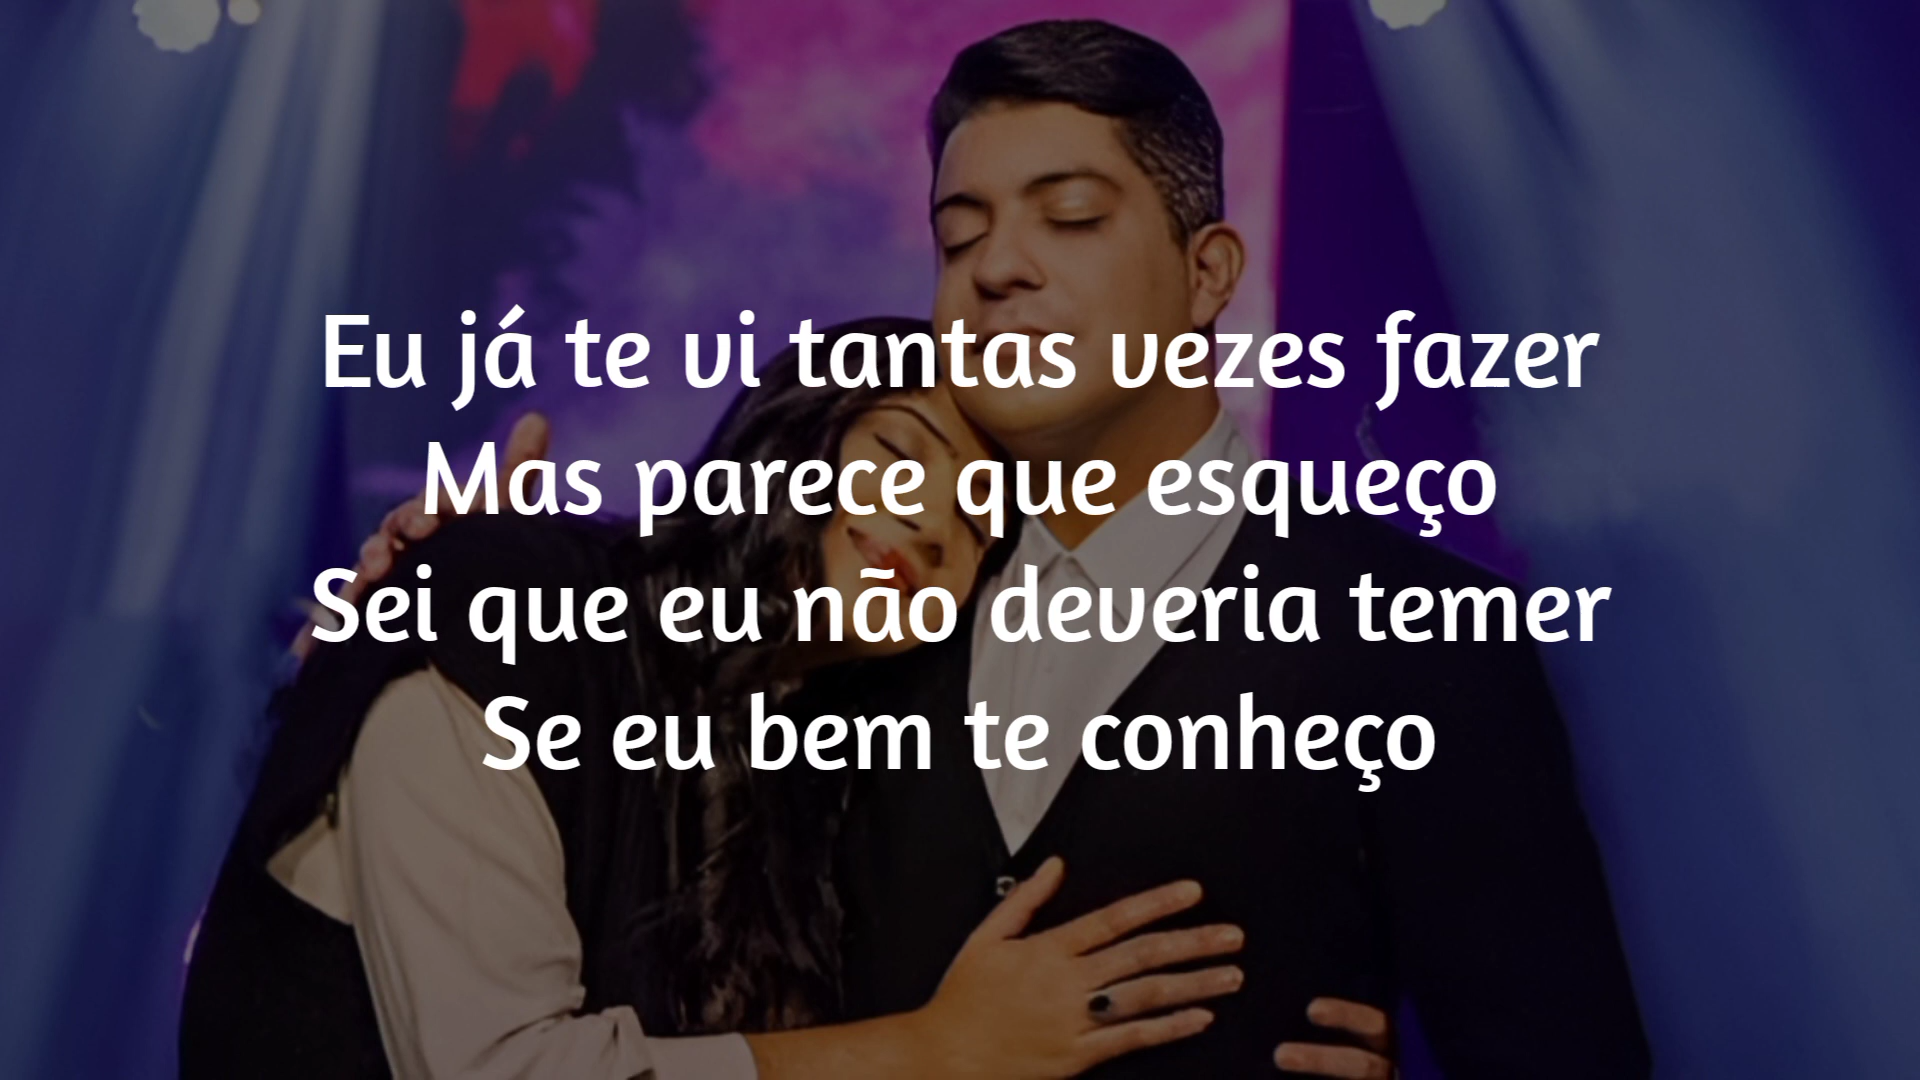 Eu já te vi tantas vezes fazer
Mas parece que esqueço
Sei que eu não deveria temer
Se eu bem te conheço